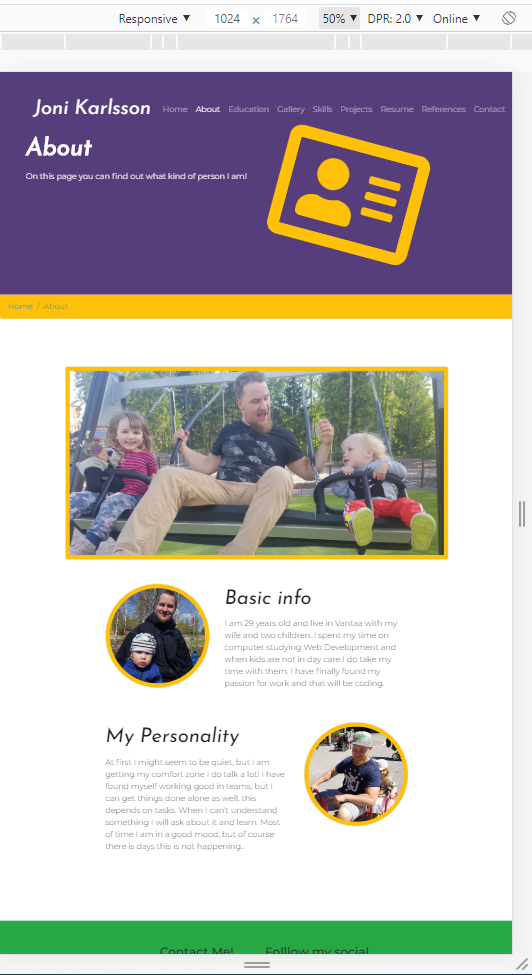 Responsive ▼ 1024 × 1764 50% ▼ DPR: 2.0 ▼ Online ▼
Joni Karlsson Home About Education Gallery Skills Projects Resume References Contact
About
On this page you can find out what kind of person I am!
Home / About
Basic info
I am 29 years old and live in Vantaa with my
wife and two children. I spent my time on
computer studying Web Development and
when kids are not in day care I do take my
time with them. I have finally found my
passion for work and that will be coding.
My Personality
At first I might seem to be quiet, but I am
getting my comfort zone I do talk a lot! I have
found myself working good in teams, but I
can get things done alone as well, this
depends on tasks. When I can't understand
something I will ask about it and learn. Most
of time I am in a good mood, but of course
there is days this is not happening..
Contact Me! Folllow my social